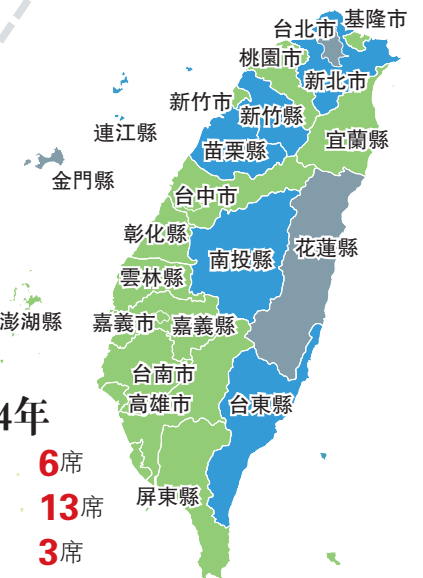 基隆市
台北市
桃園市
新北市
新竹市
新竹縣
連江縣
宜蘭縣
苗栗縣
金門縣
台中市
彰化縣
花蓮縣
南投縣
雲林縣
澎湖縣
嘉義市
嘉義縣
台南市
高雄市
台東縣
4年
6席
13席
屏東縣
3席